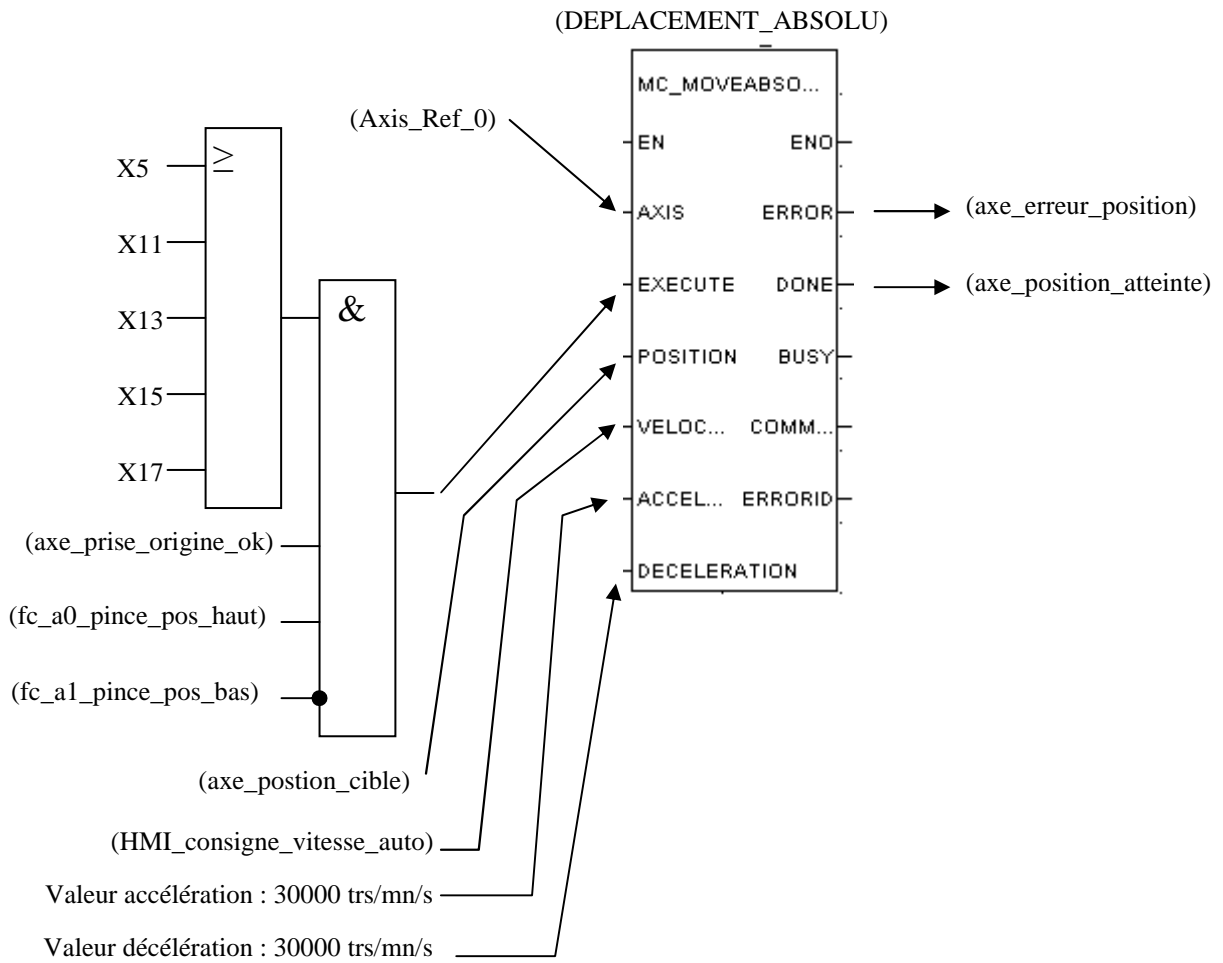 (DEPLACEMENT_ABSOLU)
MC_MOVEABSO...
(Axis_Ref_0)
EN ENO
X5 ≥
AXIS ERROR (axe_erreur_position)
X11
EXECUTE DONE (axe_position_atteinte)
X13 &
POSITION BUSY
X15
VELOC... COMM...
X17
ACCEL... ERRORID
(axe_prise_origine_ok)
DECELERATION
(fc_a0_pince_pos_haut)
(fc_a1_pince_pos_bas)
(axe_postion_cible)
(HMI_consigne_vitesse_auto)
Valeur accélération : 30000 trs/mn/s
Valeur décélération : 30000 trs/mn/s